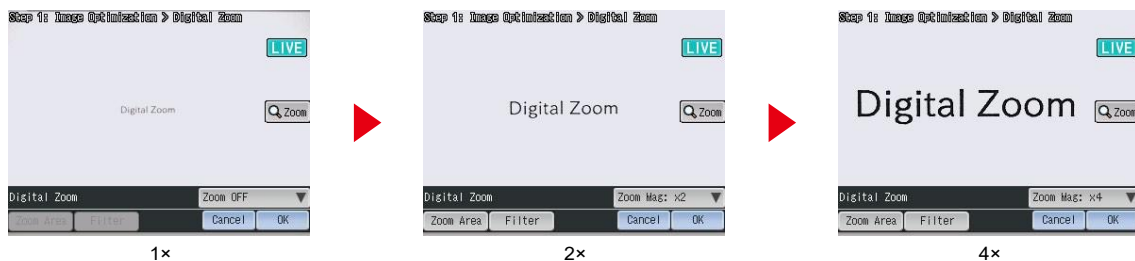 Step 1: Image Optimization > Digital Zoom
LIVE
Digital Zoom
Zoom
Digital Zoom Zoom OFF
Zoom Area Filter Cancel OK
1×
Step 1: Image Optimization > Digital Zoom
LIVE
Digital Zoom
Zoom
Digital Zoom Zoom Mag: x2
Zoom Area Filter Cancel OK
2×
Step 1: Image Optimization > Digital Zoom
LIVE
Digital Zoom
Zoom
Digital Zoom Zoom Mag: x4
Zoom Area Filter Cancel OK
4×